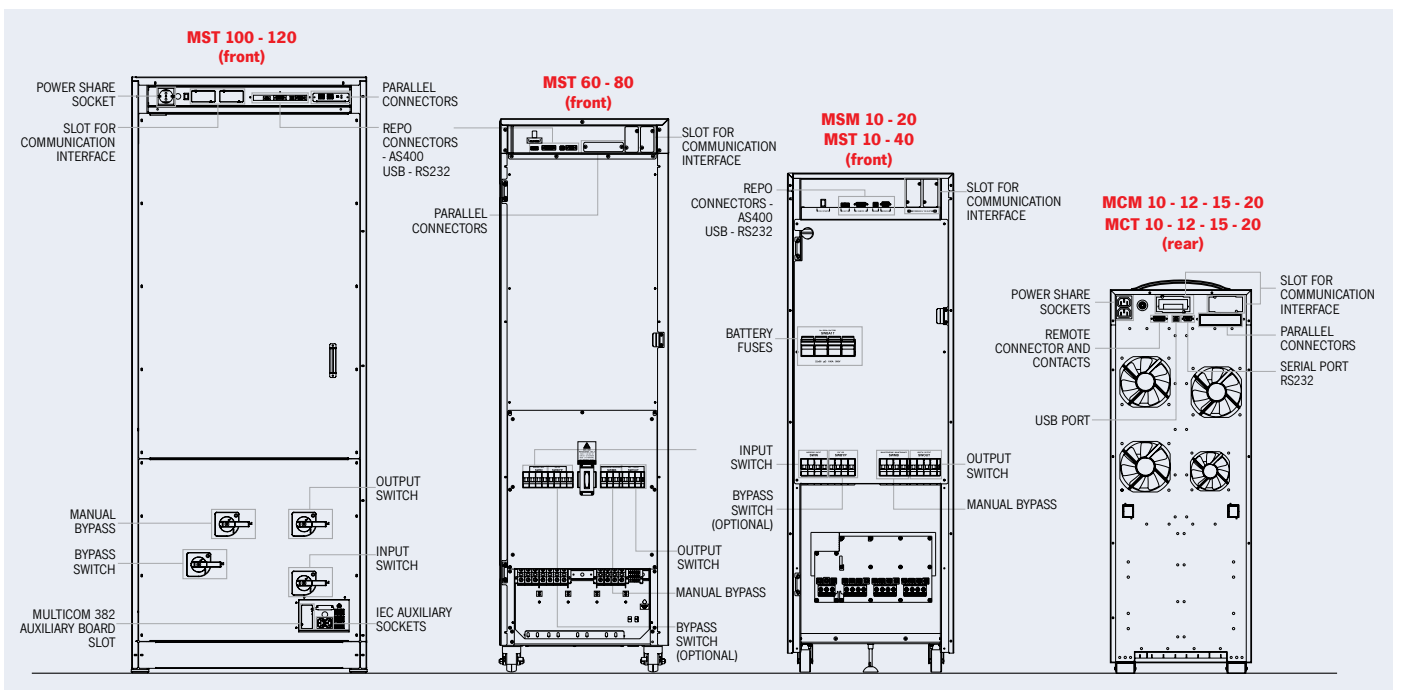 MST 100 - 120
(front)
POWER SHARE
SOCKET
SLOT FOR
COMMUNICATION
INTERFACE
PARALLEL
CONNECTORS
REPO
CONNECTORS
- AS400
USB - RS232
MANUAL
BYPASS
BYPASS
SWITCH
MULTICOM 382
AUXILIARY BOARD
SLOT
OUTPUT
SWITCH
INPUT
SWITCH
IEC AUXILIARY
SOCKETS
MST 60 - 80
(front)
SLOT FOR
COMMUNICATION
INTERFACE
PARALLEL
CONNECTORS
OUTPUT
SWITCH
MANUAL BYPASS
BYPASS
SWITCH
(OPTIONAL)
MSM 10 - 20
MST 10 - 40
(front)
REPO
CONNECTORS -
AS400
USB - RS232
SLOT FOR
COMMUNICATION
INTERFACE
BATTERY
FUSES
INPUT
SWITCH
BYPASS
SWITCH
(OPTIONAL)
OUTPUT
SWITCH
MANUAL BYPASS
MCM 10 - 12 - 15 - 20
MCT 10 - 12 - 15 - 20
(rear)
POWER SHARE
SOCKETS
REMOTE
CONNECTOR AND
CONTACTS
USB PORT
SLOT FOR
COMMUNICATION
INTERFACE
PARALLEL
CONNECTORS
SERIAL PORT
RS232